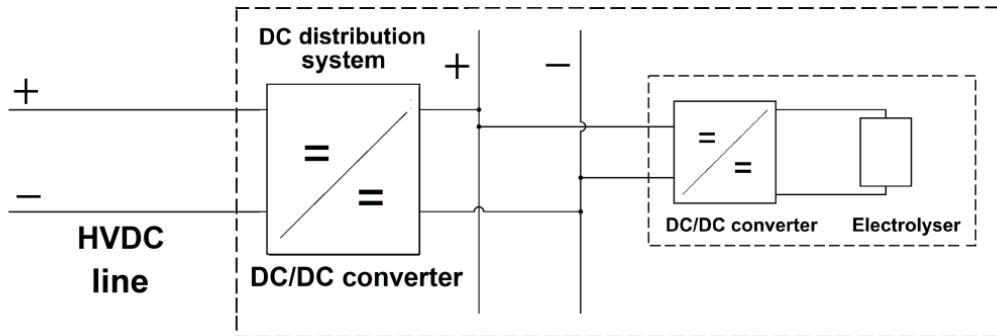 DC distribution
system
+
−
+
=
=
=
=
−
HVDC
line
DC/DC converter
DC/DC converter
Electrolyser